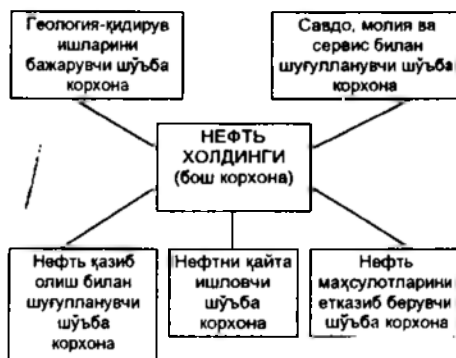 Геология-қидирув
ишларини
бажарувчи шўъба
корхона
Савдо, молия ва
сервис билан
шуғулланувчи шўъба
корхона
НЕФТЬ
ХОЛДИНГИ
(бош корхона)
Нефть қазиб
олиш билан
шуғулланувчи
шўъба
корхона
Нефтни қайта
ишловчи
шўъба
корхона
Нефть
маҳсулотларини
етказиб берувчи
шўъба корхона